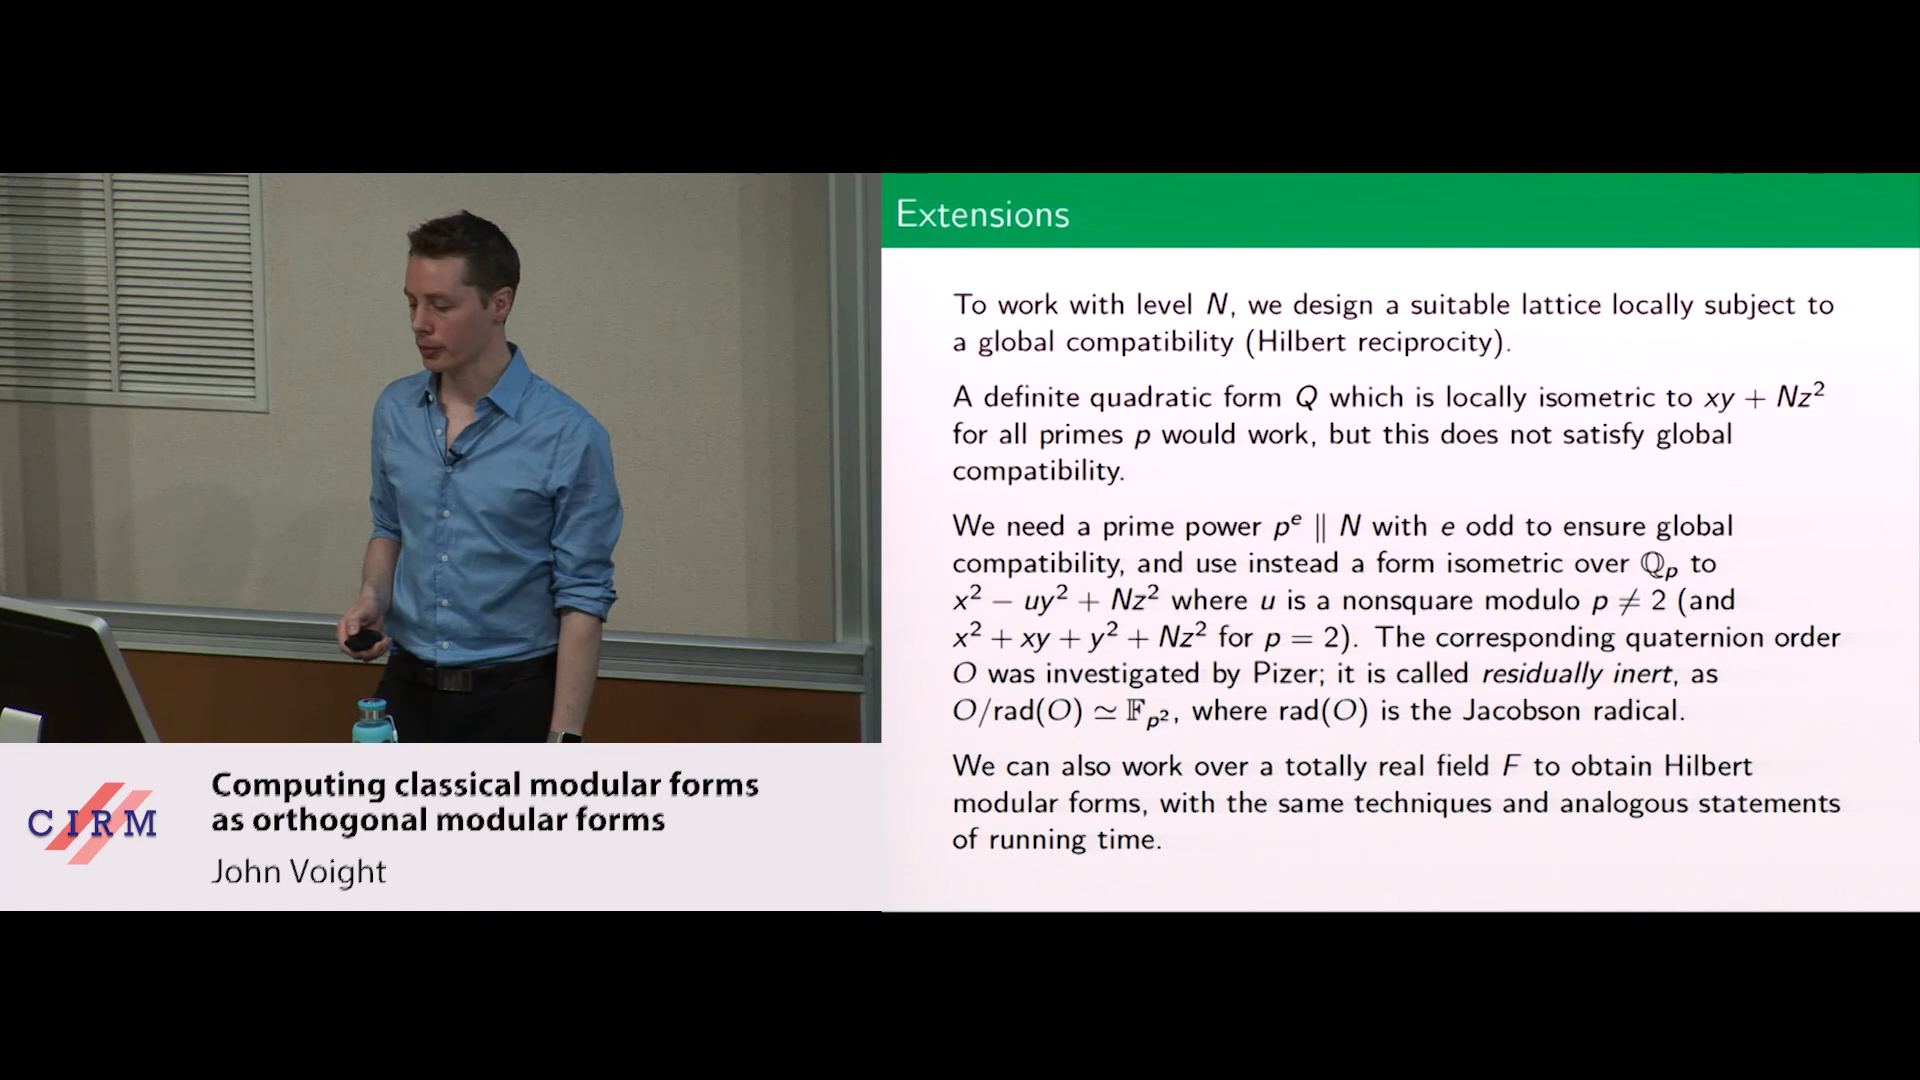 Extensions
To work with level N, we design a suitable lattice locally subject to
a global compatibility (Hilbert reciprocity).
A definite quadratic form Q which is locally isometric to xy + Nz²
for all primes p would work, but this does not satisfy global
compatibility.
We need a prime power pᵉ ∥ N with e odd to ensure global
compatibility, and use instead a form isometric over ℚₚ to
x² − uy² + Nz² where u is a nonsquare modulo p ≠ 2 (and
x² + xy + y² + Nz² for p = 2). The corresponding quaternion order
O was investigated by Pizer; it is called residually inert, as
O/rad(O) ≃ 𝔽_{p²}, where rad(O) is the Jacobson radical.
We can also work over a totally real field F to obtain Hilbert
modular forms, with the same techniques and analogous statements
of running time.
CIRM
Computing classical modular forms
as orthogonal modular forms
John Voight